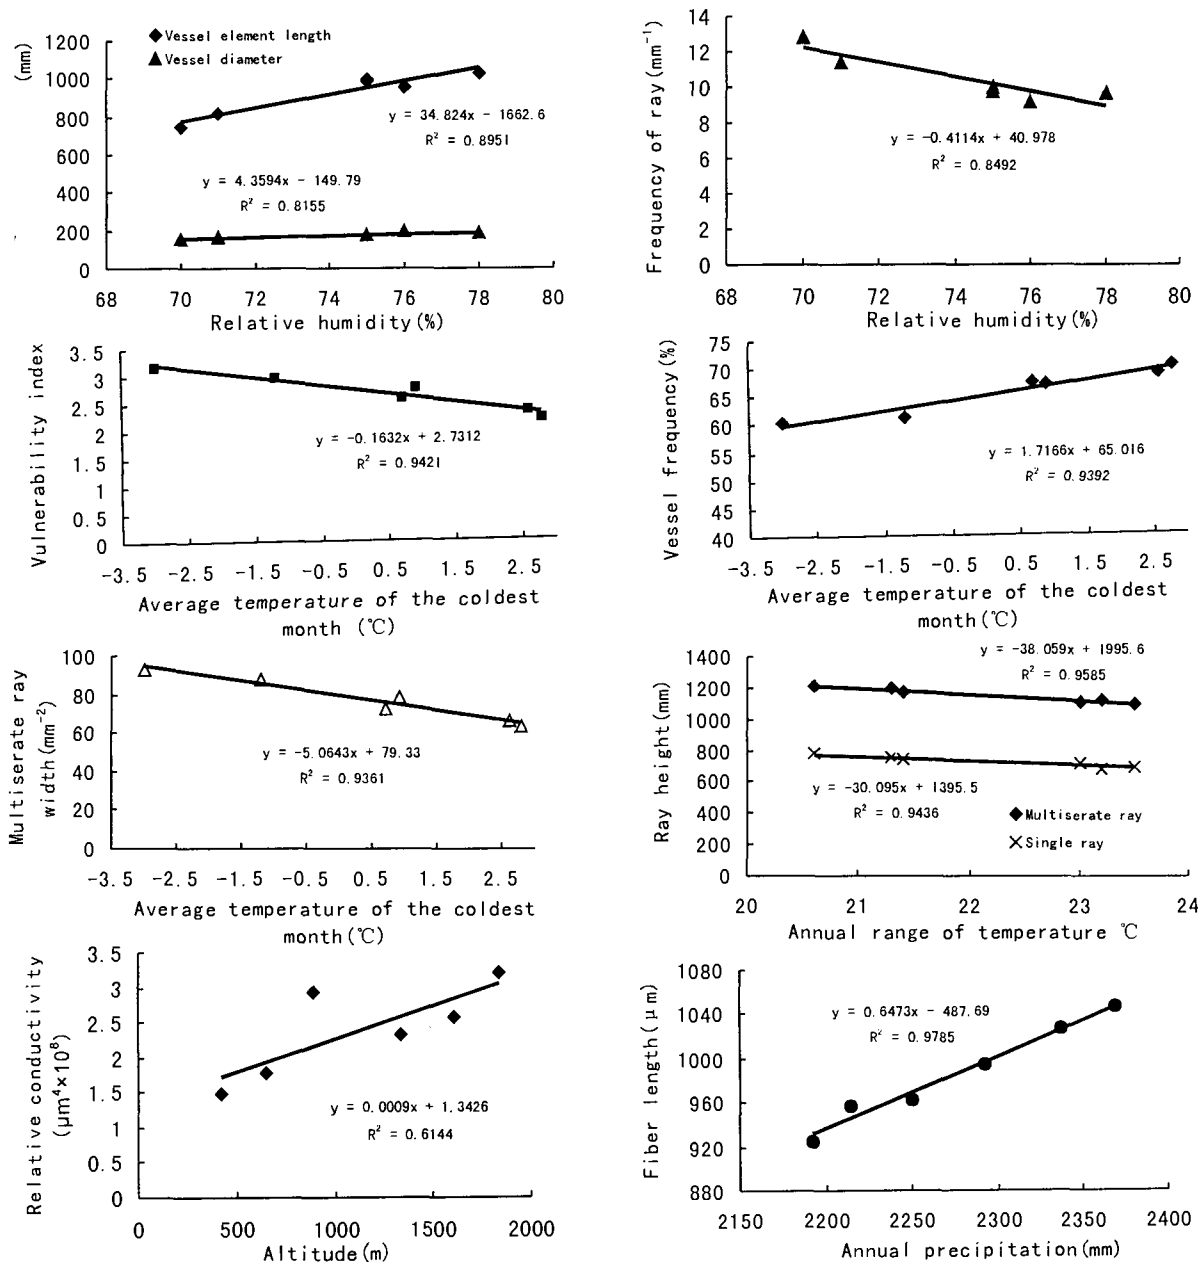 (mm)
1200
1000
800
600
400
200
0
◆Vessel element length
▲Vessel diameter
y = 34.824x - 1662.6
R² = 0.8951
y = 4.3594x - 149.79
R² = 0.8155
68 70 72 74 76 78 80
Relative humidity(%)
Frequency of ray(mm⁻¹)
14
12
10
8
6
4
2
0
y = -0.4114x + 40.978
R² = 0.8492
68 70 72 74 76 78 80
Relative humidity(%)
Vulnerability index
3.5
3
2.5
2
1.5
1
0.5
0
y = -0.1632x + 2.7312
R² = 0.9421
-3.5 -2.5 -1.5 -0.5 0.5 1.5 2.5
Average temperature of the coldest
month (℃)
Vessel frequency(%)
75
70
65
60
55
50
45
40
y = 1.7166x + 65.016
R² = 0.9392
-3.5 -2.5 -1.5 -0.5 0.5 1.5 2.5
Average temperature of the coldest
month(℃)
Multiserate ray
width(mm⁻²)
100
80
60
40
20
0
y = -5.0643x + 79.33
R² = 0.9361
-3.5 -2.5 -1.5 -0.5 0.5 1.5 2.5
Average temperature of the coldest
month(℃)
Ray height(mm)
1400
1200
1000
800
600
400
200
0
y = -38.059x + 1995.6
R² = 0.9585
y = -30.095x + 1395.5
R² = 0.9436
◆Multiserate ray
×Single ray
20 21 22 23 24
Annual range of temperature ℃
Relative conductivity
(μm⁴×10⁸)
3.5
3
2.5
2
1.5
1
0.5
0
y = 0.0009x + 1.3426
R² = 0.6144
0 500 1000 1500 2000
Altitude(m)
Fiber length(μm)
1080
1040
1000
960
920
880
y = 0.6473x - 487.69
R² = 0.9785
2150 2200 2250 2300 2350 2400
Annual precipitation(mm)